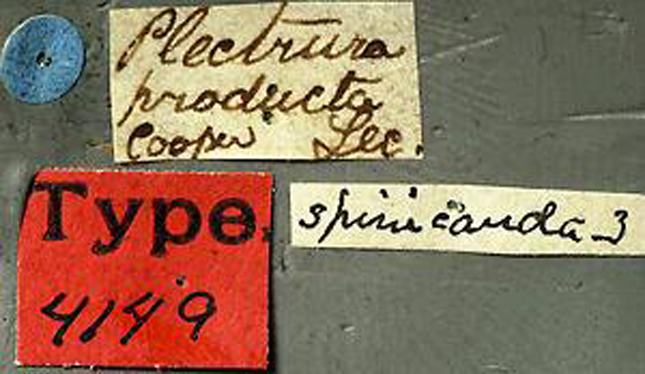 Plectrura
producta
Cooper. Lec.
Type.
4149
spinicauda 3